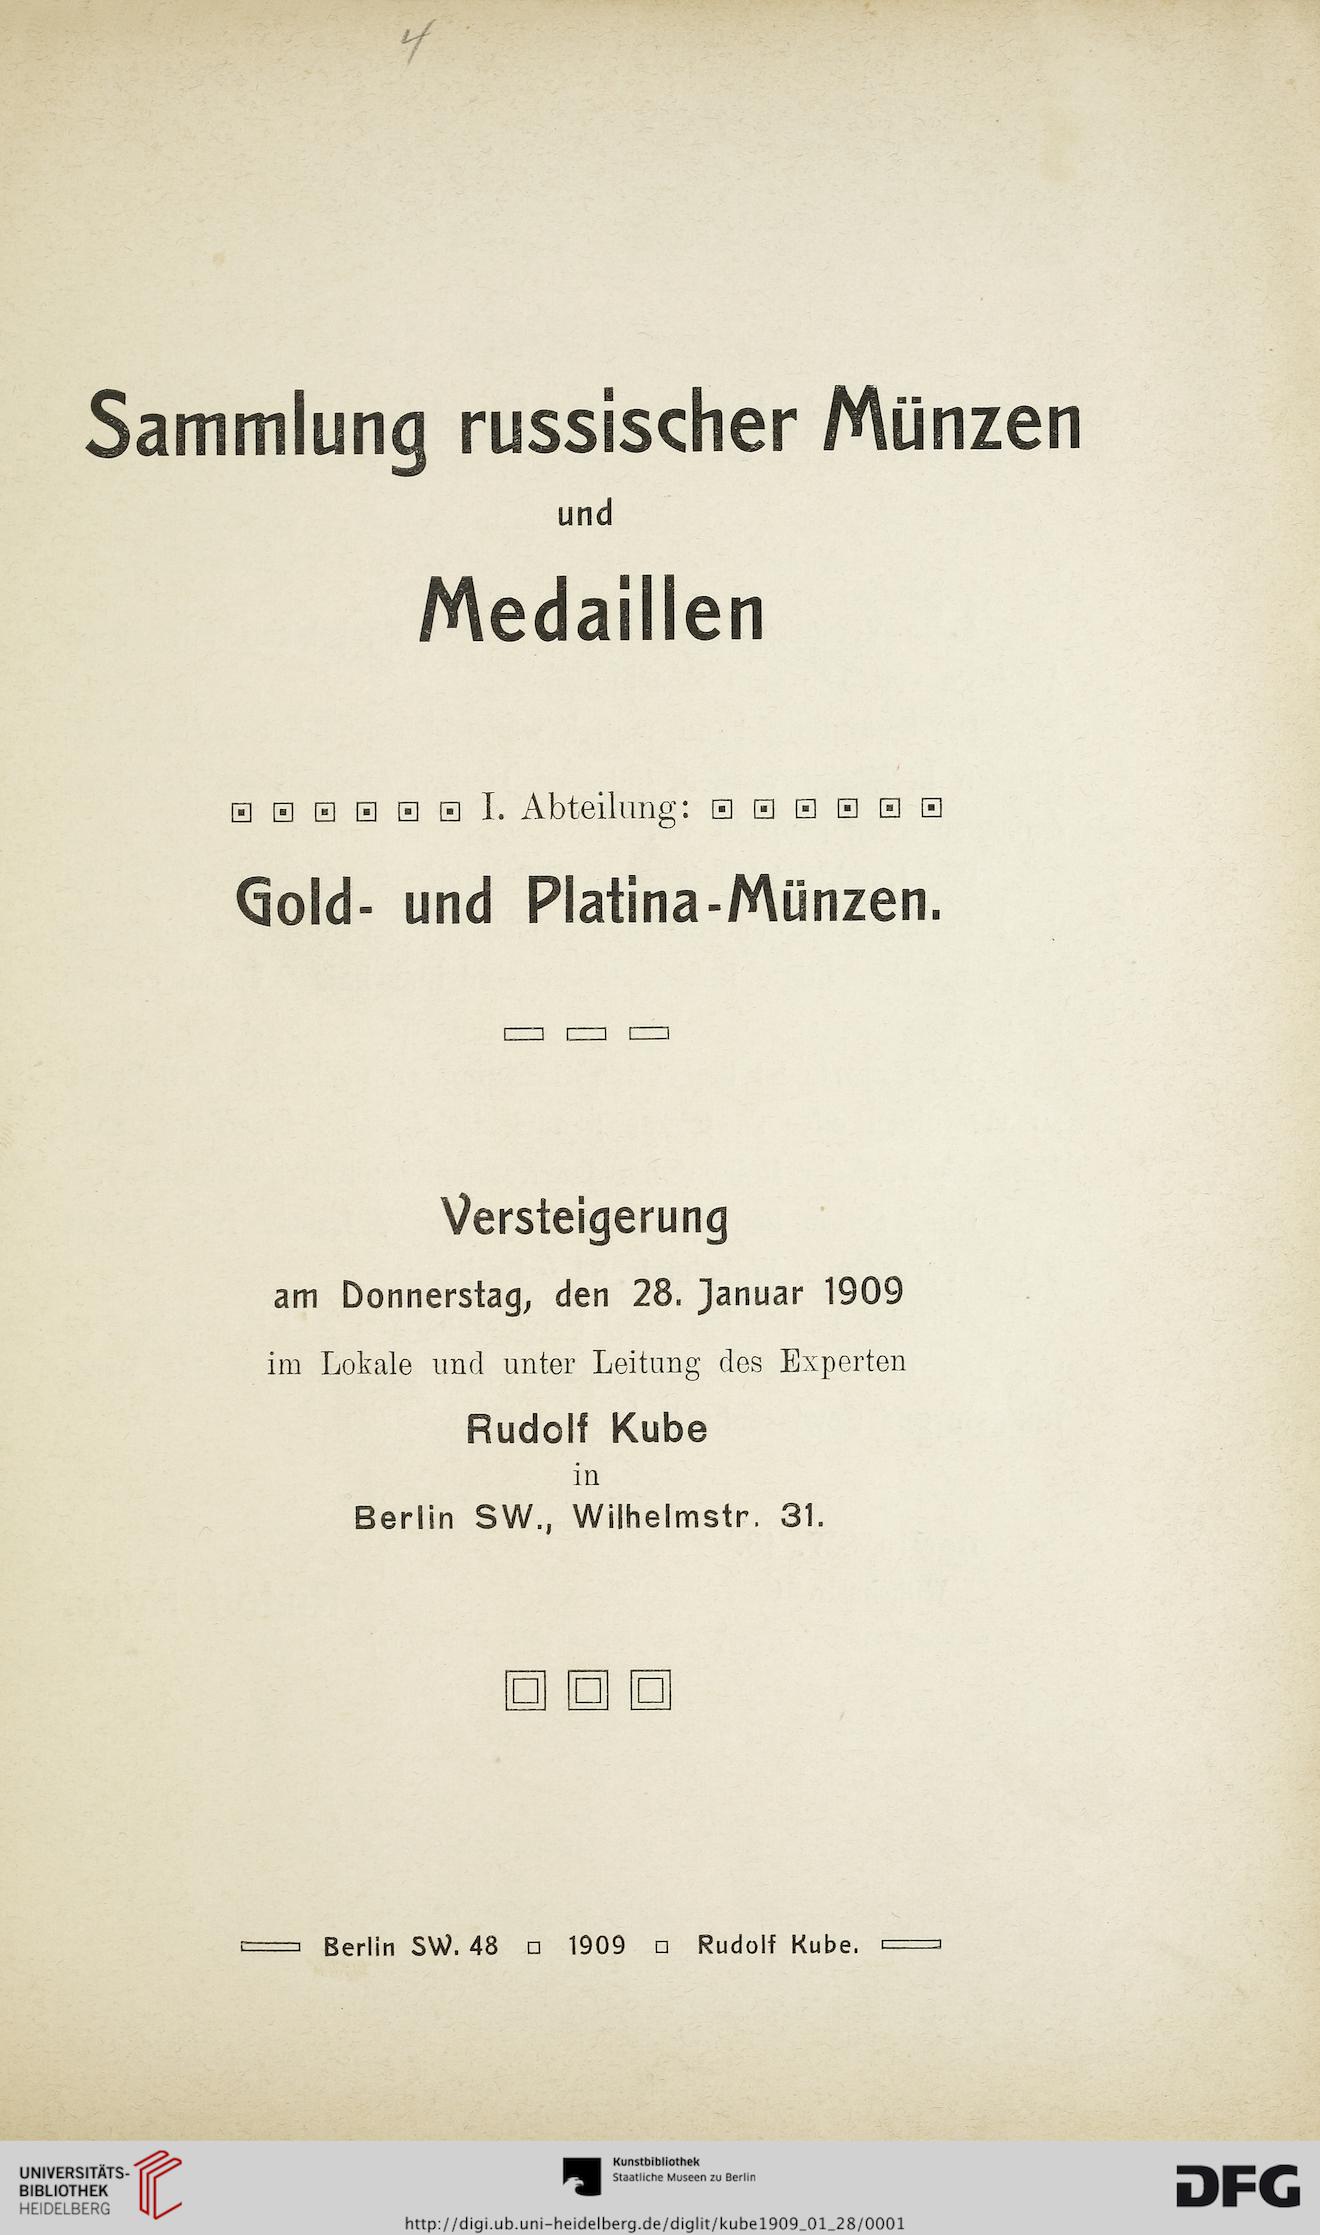 4
Sammlung russischer Münzen
und
Medaillen
I. Abteilung:
Gold- und Platina-Münzen.
Versteigerung
am Donnerstag, den 28. Januar 1909
im Lokale und unter Leitung des Experten
Rudolf Kube
in
Berlin SW., Wilhelmstr. 31.
Berlin SW. 48 □ 1909 □ Rudolf Kube.
UNIVERSITÄTS-
BIBLIOTHEK
HEIDELBERG
Kunstbibliothek
Staatliche Museen zu Berlin
DFG
http://digi.ub.uni-heidelberg.de/diglit/kube1909_01_28/0001